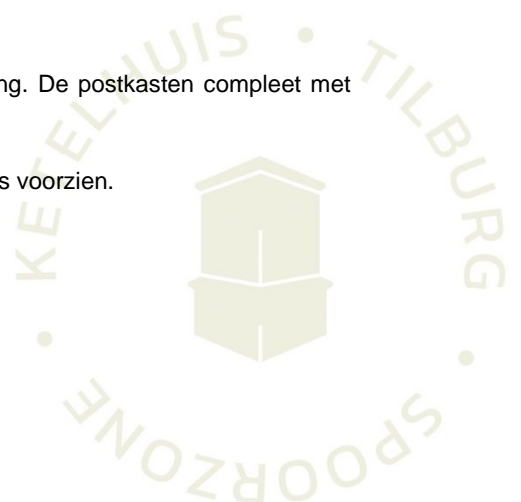 ng. De postkasten compleet met
s voorzien.
KETELHUIS • TILBURG • SPOORZONE •